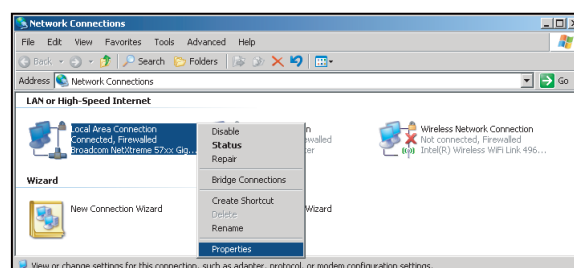 Network Connections
File Edit View Favorites Tools Advanced Help
Back Search Folders
Address Network Connections Go
LAN or High-Speed Internet
Local Area Connection
Connected, Firewalled
Broadcom NetXtreme 57xx Gig...
Disable
Status
Repair
Bridge Connections
Create Shortcut
Delete
Rename
Properties
Wireless Network Connection
Not connected, Firewalled
Intel(R) Wireless WiFi Link 496...
Wizard
New Connection Wizard
Wizard
View or change settings for this connection, such as adapter, protocol, or modem configuration settings.